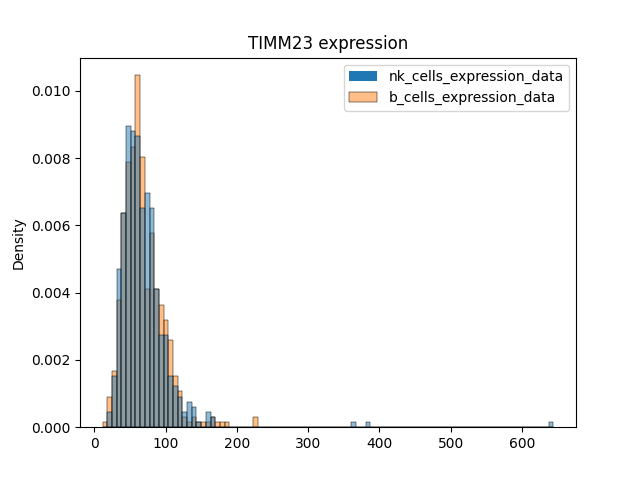 TIMM23 expression
nk_cells_expression_data
b_cells_expression_data
Density
0.010
0.008
0.006
0.004
0.002
0.000
0 100 200 300 400 500 600